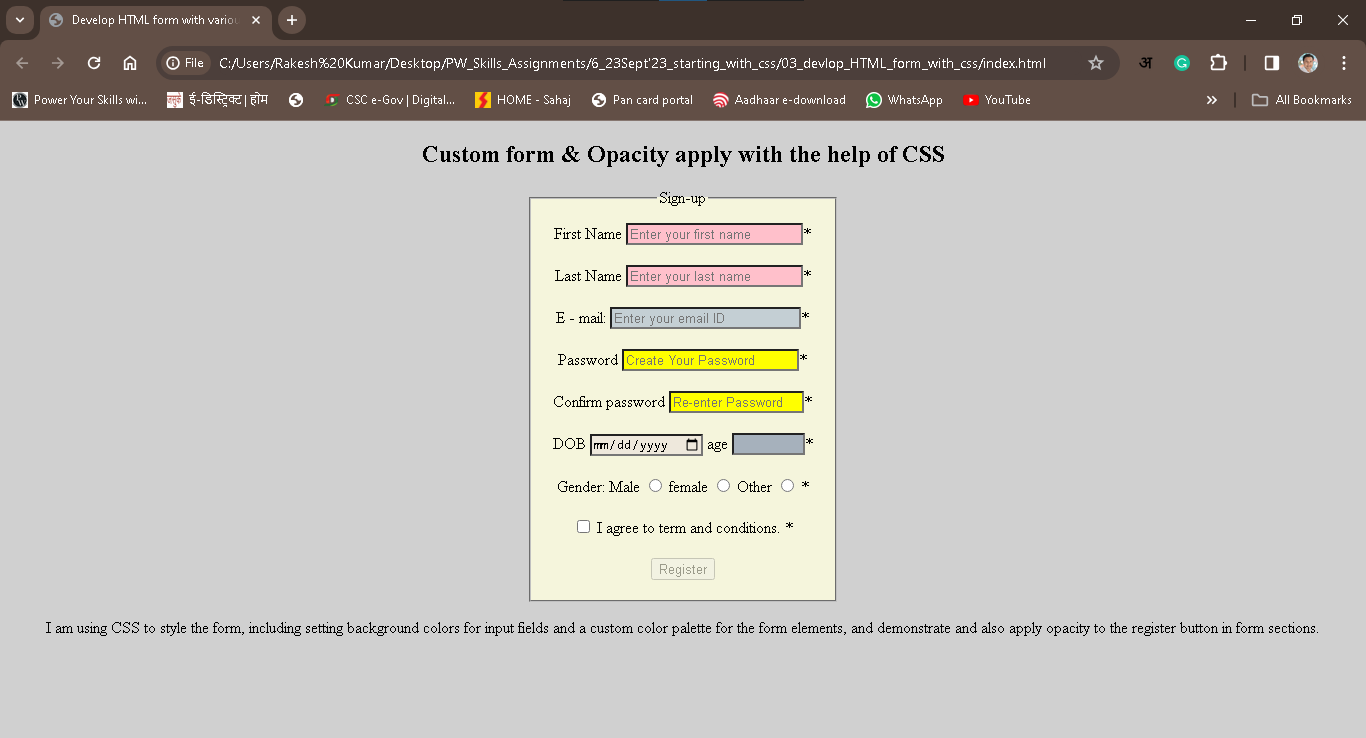 Develop HTML form with variou
File C:/Users/Rakesh%20Kumar/Desktop/PW_Skills_Assignments/6_23Sept'23_starting_with_css/03_devlop_HTML_form_with_css/index.html
अ G
Power Your Skills wi... ई-डिस्ट्रिक्ट | होम CSC e-Gov | Digital... HOME - Sahaj Pan card portal Aadhaar e-download WhatsApp YouTube » All Bookmarks
Custom form & Opacity apply with the help of CSS
Sign-up
First Name Enter your first name *
Last Name Enter your last name *
E - mail: Enter your email ID *
Password Create Your Password *
Confirm password Re-enter Password *
DOB mm/dd/yyyy age *
Gender: Male female Other *
I agree to term and conditions. *
Register
I am using CSS to style the form, including setting background colors for input fields and a custom color palette for the form elements, and demonstrate and also apply opacity to the register button in form sections.